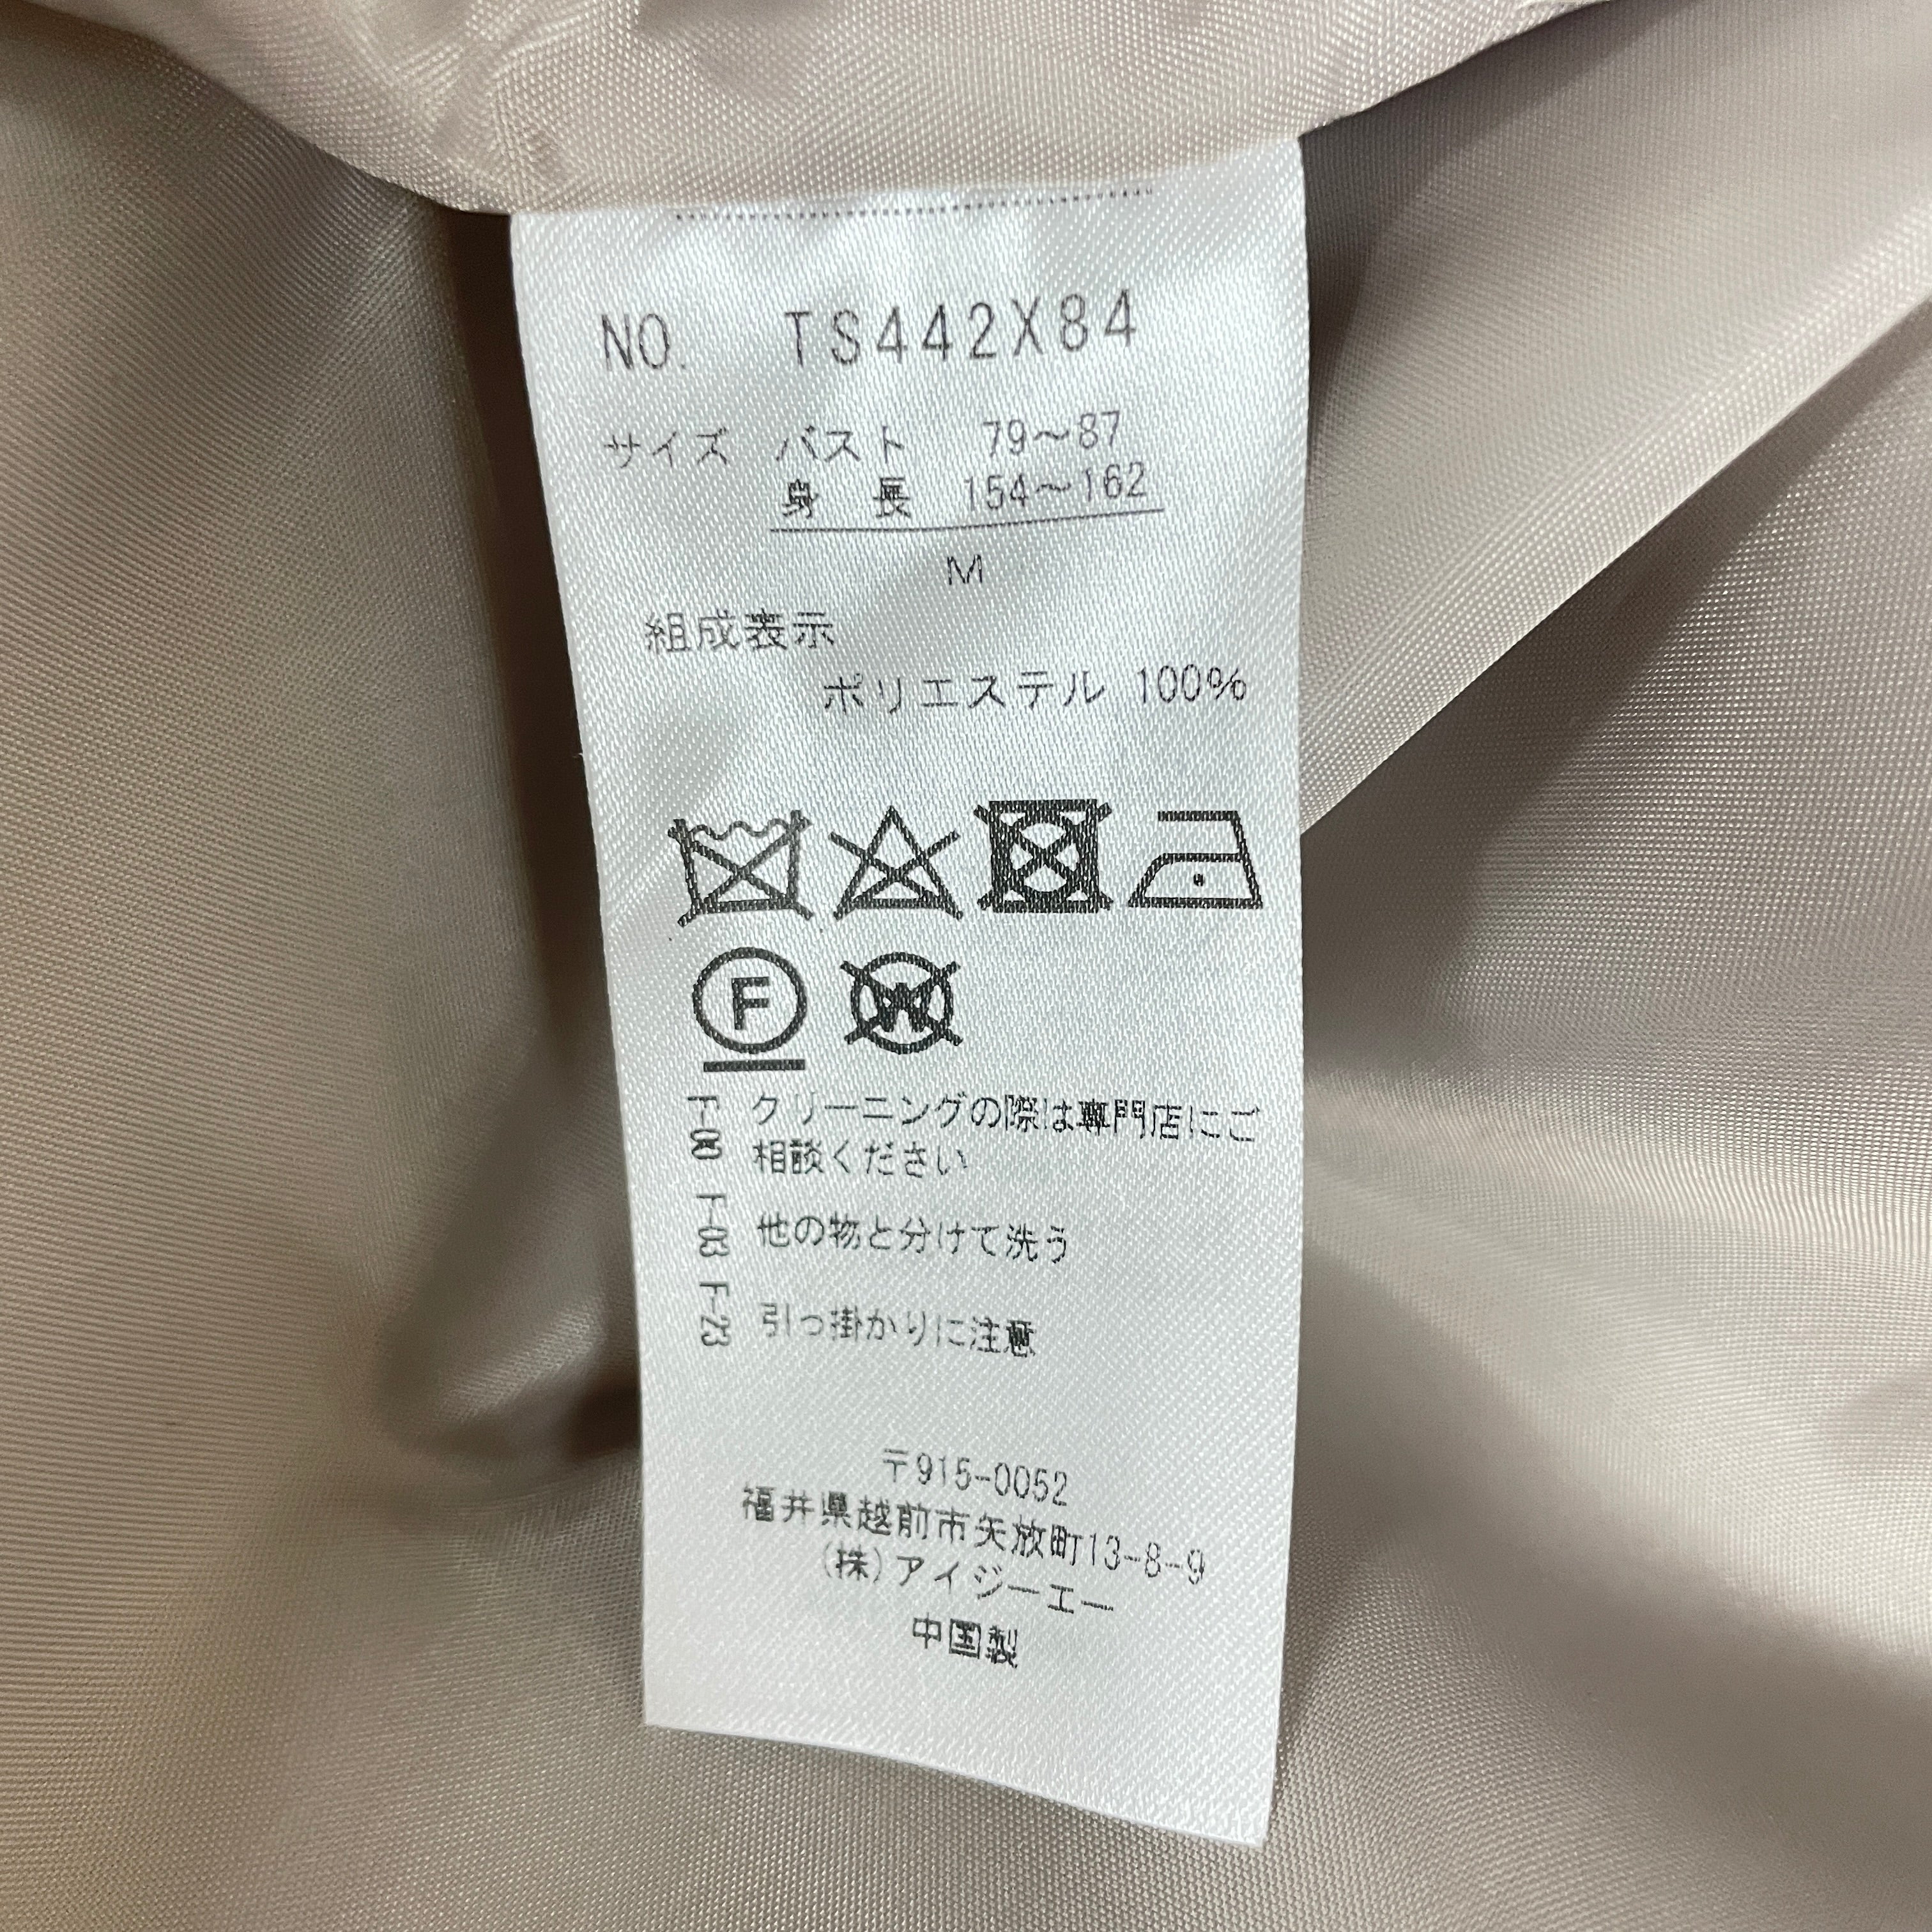 NO. TS442X84
サイズ バスト 79～87
身 長 154～162
M
組成表示
ポリエステル 100%
F
W
クリーニングの際は専門店にご
相談ください
F-03 他の物と分けて洗う
F-23 引っ掛かりに注意
〒915-0052
福井県越前市矢放町13-8-9
(株)アイジーエー
中国製